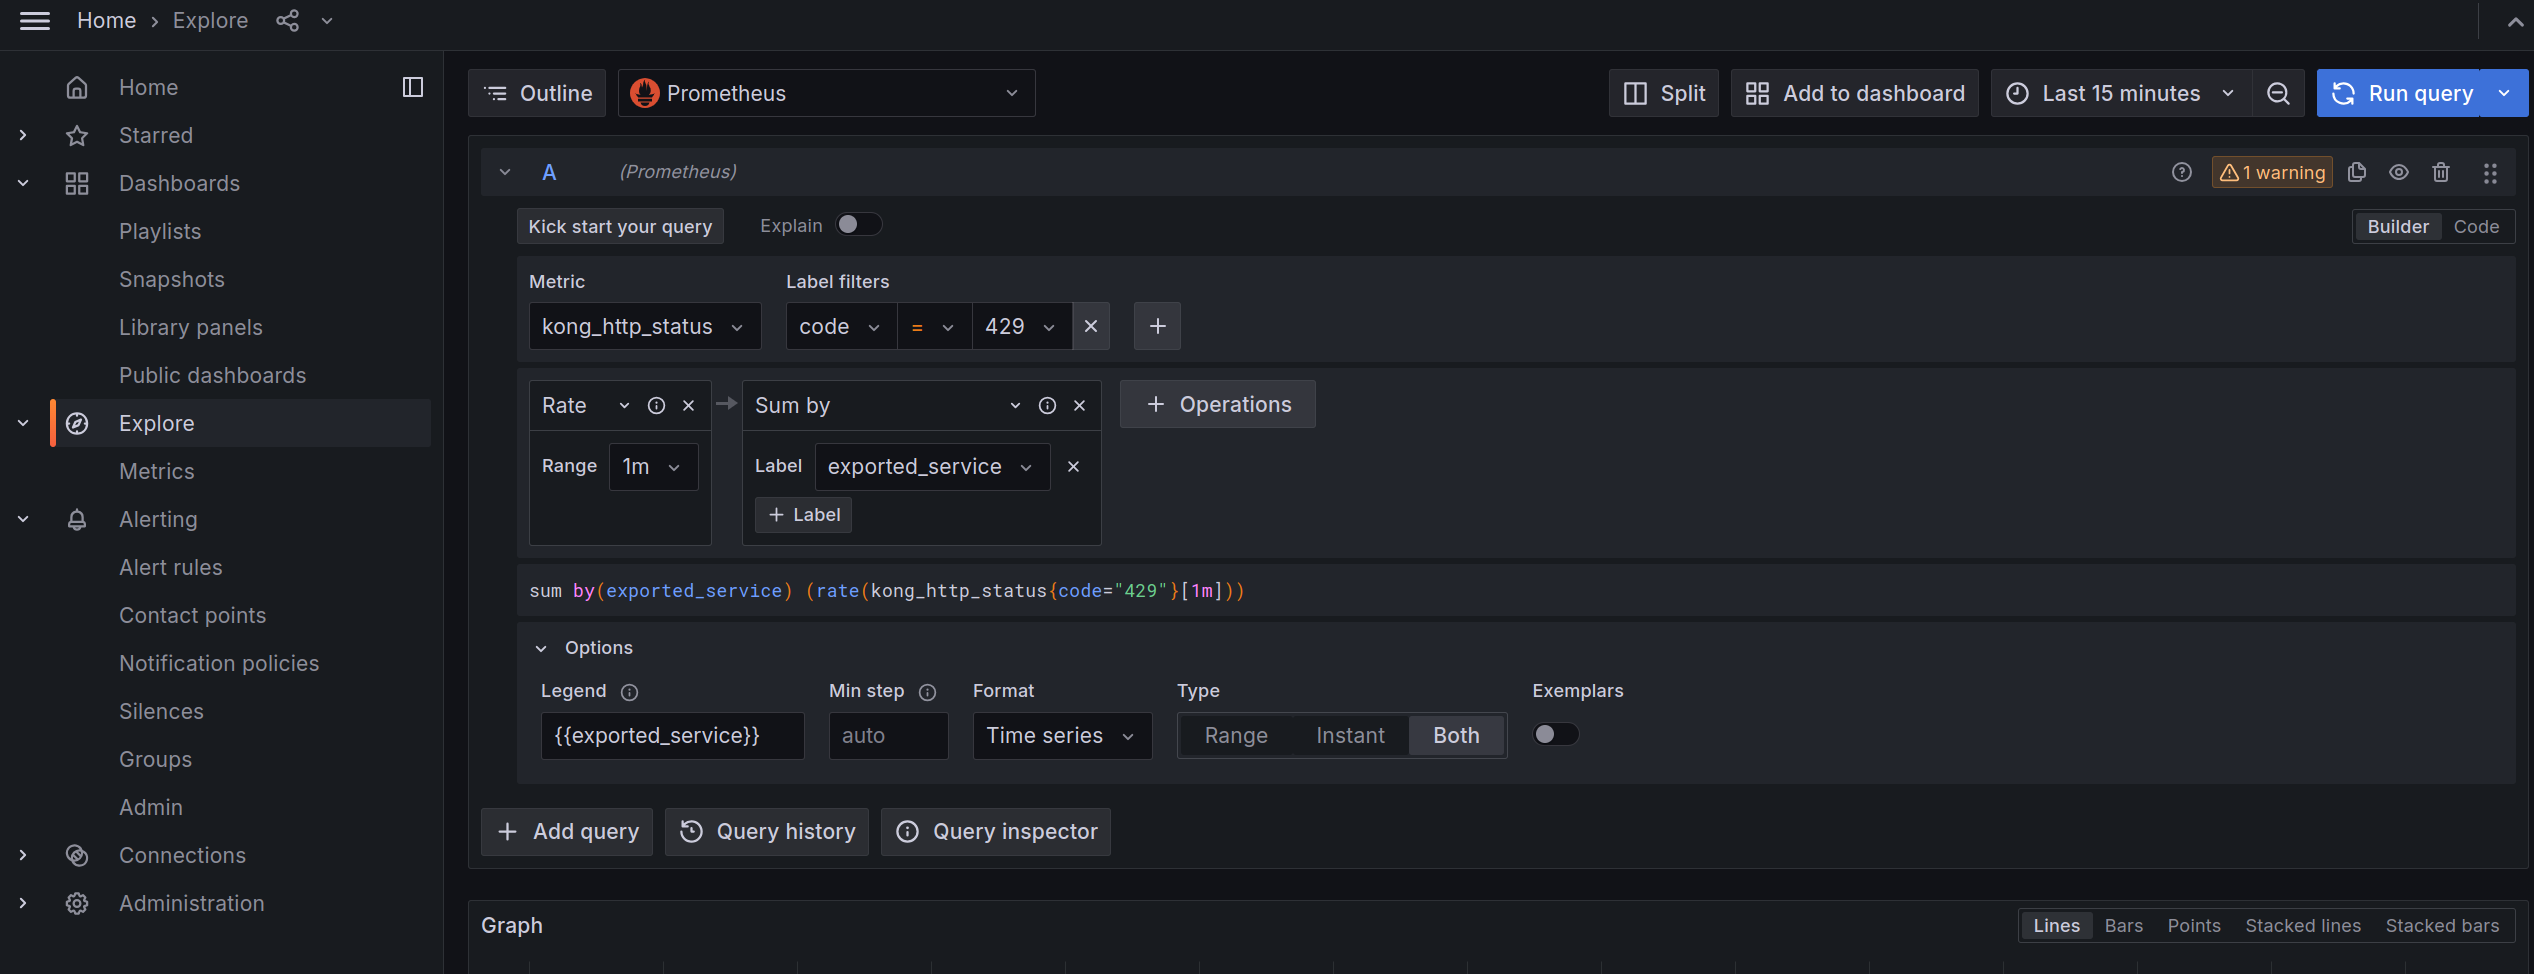 Home › Explore
Home
Starred
Dashboards
Playlists
Snapshots
Library panels
Public dashboards
Explore
Metrics
Alerting
Alert rules
Contact points
Notification policies
Silences
Groups
Admin
Connections
Administration
Outline Prometheus Split Add to dashboard Last 15 minutes Run query
A (Prometheus) 1 warning
Kick start your query Explain Builder Code
Metric Label filters
kong_http_status code = 429
Rate Sum by + Operations
Range 1m Label exported_service
+ Label
sum by(exported_service) (rate(kong_http_status{code="429"}[1m]))
Options
Legend Min step Format Type Exemplars
{{exported_service}} auto Time series Range Instant Both
+ Add query Query history Query inspector
Graph Lines Bars Points Stacked lines Stacked bars